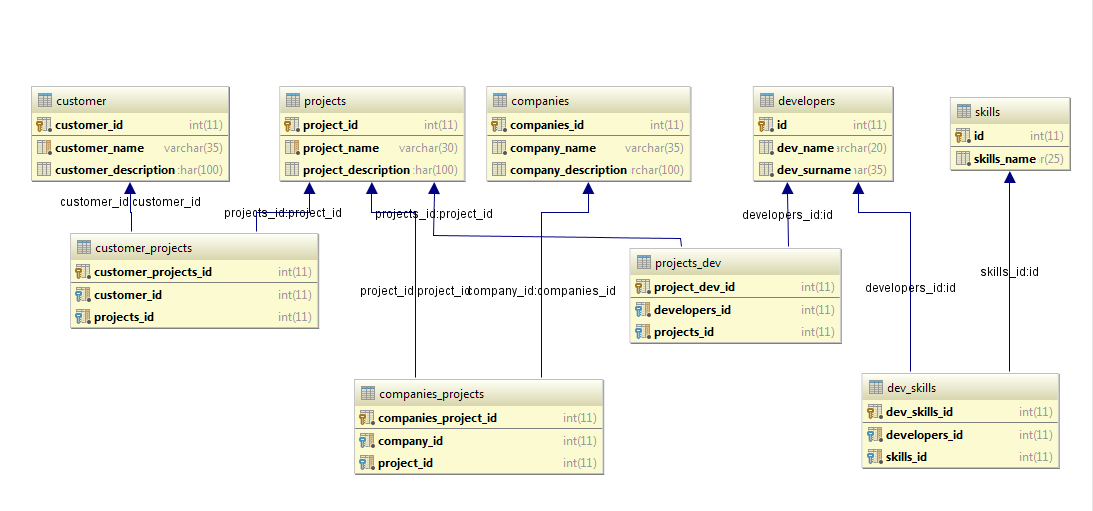 customer
customer_id int(11)
customer_name varchar(35)
customer_description :har(100)
projects
project_id int(11)
project_name varchar(30)
project_description :har(100)
companies
companies_id int(11)
company_name varchar(35)
company_description rchar(100)
developers
id int(11)
dev_name archar(20)
dev_surname ar(35)
skills
id int(11)
skills_name r(25)
customer_id:customer_id
projects_id:project_id
projects_id:project_id
developers_id:id
customer_projects
customer_projects_id int(11)
customer_id int(11)
projects_id int(11)
projects_dev
project_dev_id int(11)
developers_id int(11)
projects_id int(11)
skills_id:id
project_id:project_id
company_id:companies_id
developers_id:id
companies_projects
companies_project_id int(11)
company_id int(11)
project_id int(11)
dev_skills
dev_skills_id int(11)
developers_id int(11)
skills_id int(11)